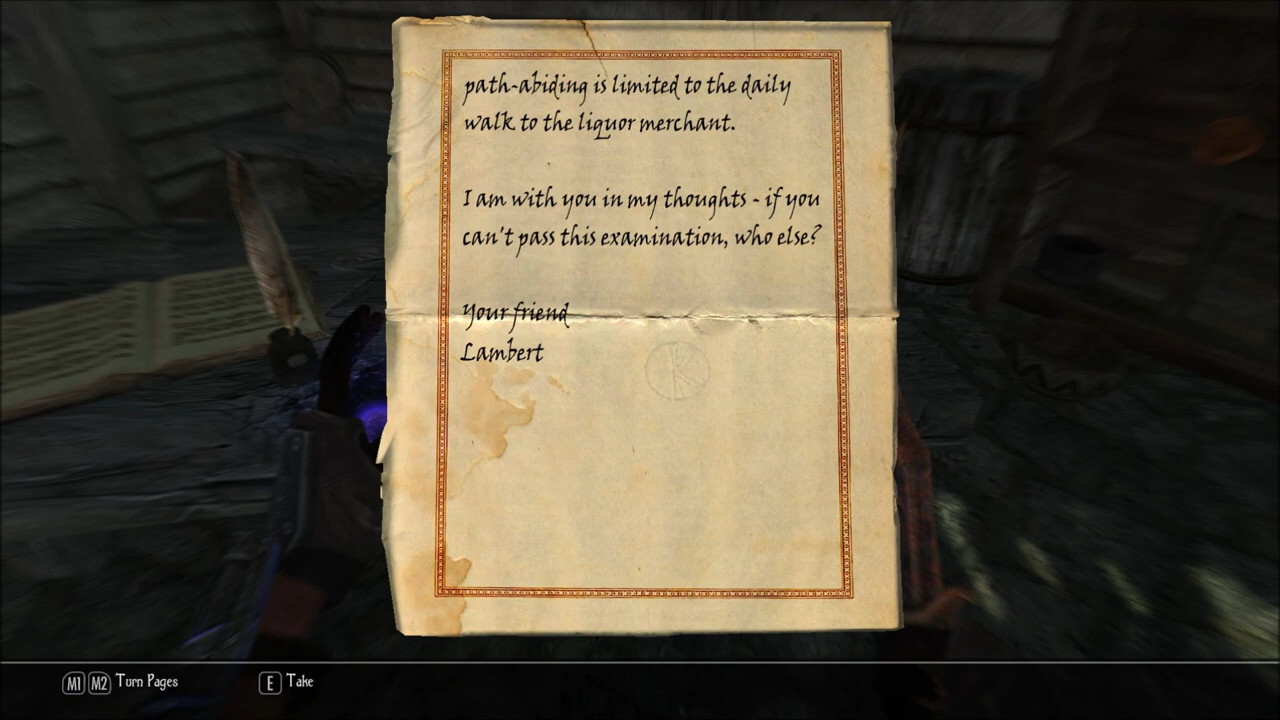 path-abiding is limited to the daily
walk to the liquor merchant.
I am with you in my thoughts - if you
can't pass this examination, who else?
Your friend
Lambert
M1 M2 Turn Pages
E Take